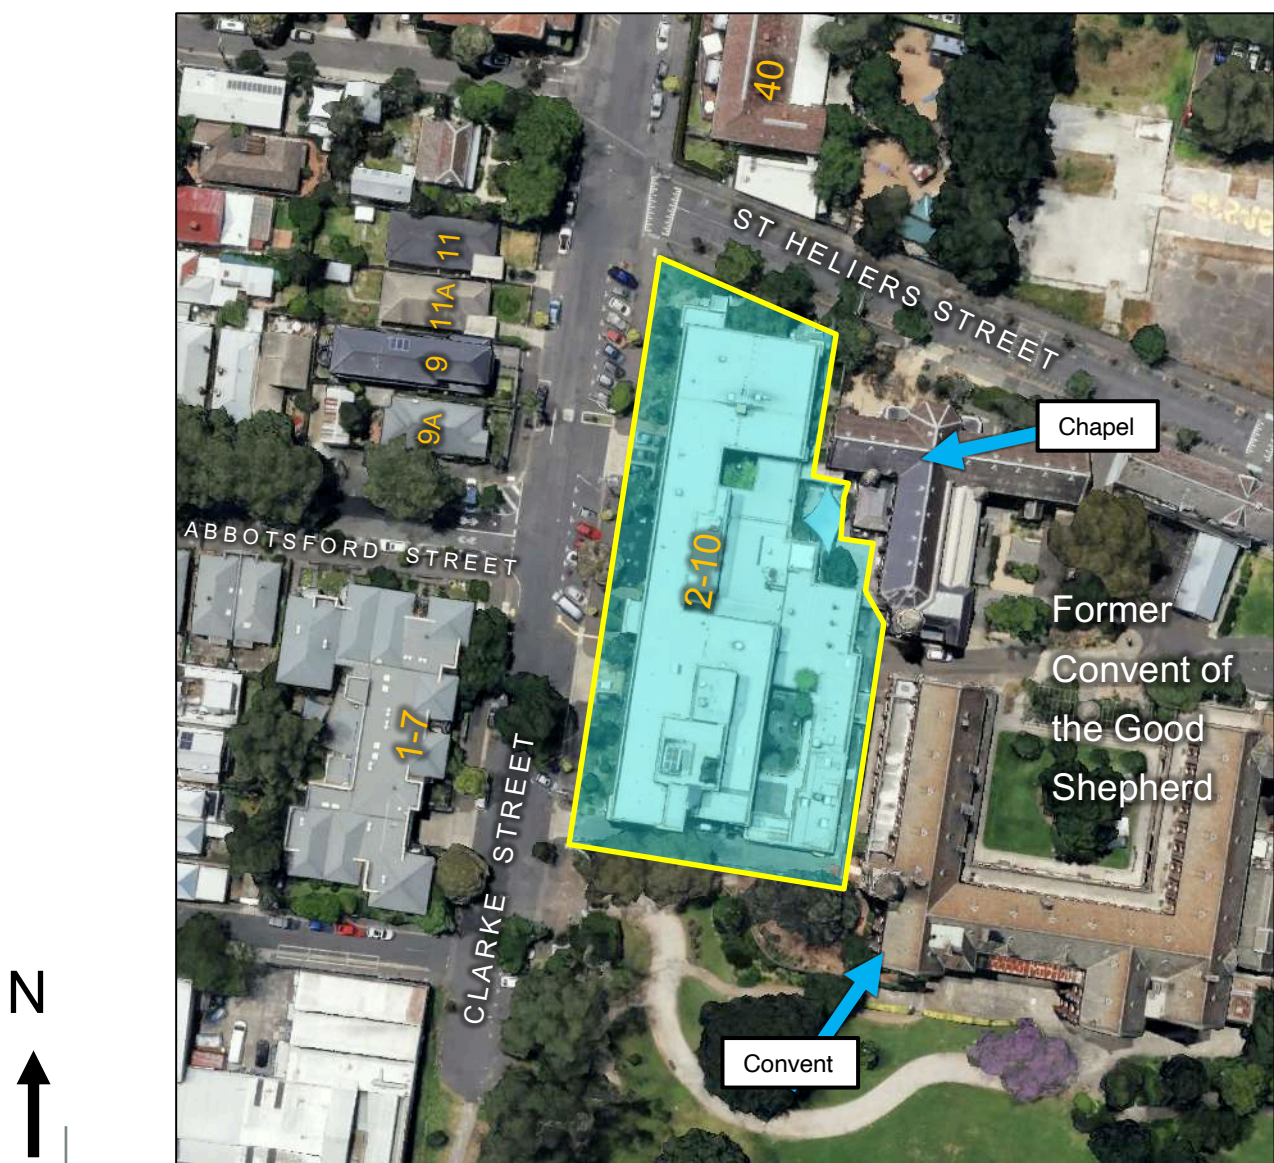 40
ST HELIERS STREET
11
11A
9
9A
Chapel
ABBOTSFORD STREET
2-10
Former
Convent of
the Good
Shepherd
1-7
CLARKE STREET
N
Convent